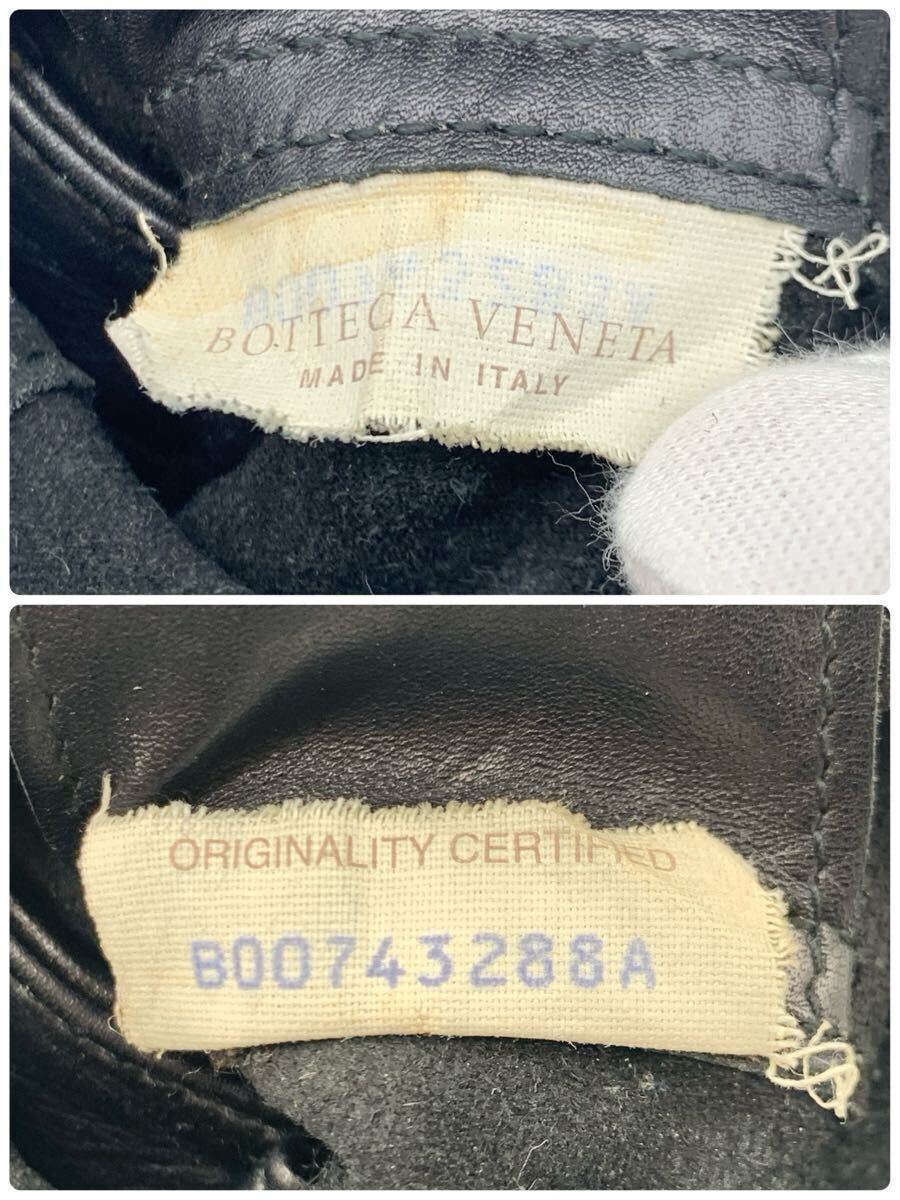 BOTTEGA VENETA
MADE IN ITALY
ORIGINALITY CERTIFIED
B00743288A